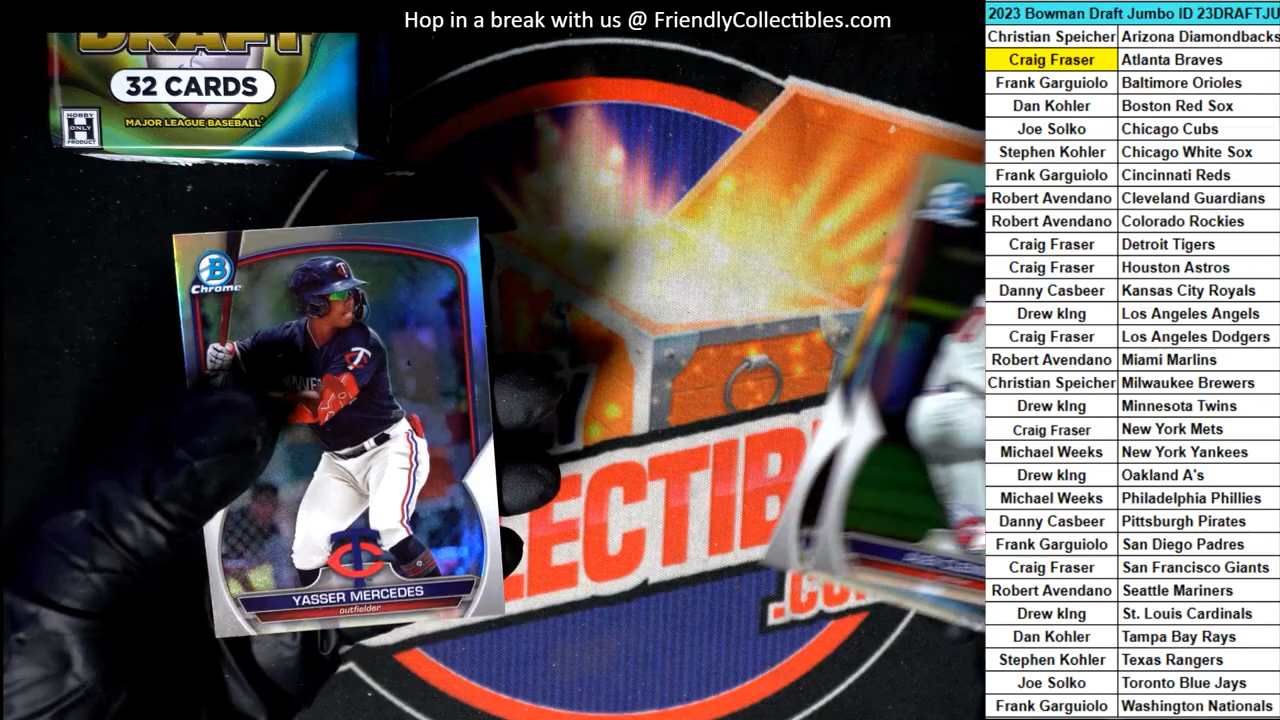 Hop in a break with us @ FriendlyCollectibles.com
DRAFT
32 CARDS
MAJOR LEAGUE BASEBALL
HOBBY
ONLY
H
PRODUCT
B
Chrome
YASSER MERCEDES
outfielder
LECTIB
.CO
2023 Bowman Draft Jumbo ID 23DRAFTJU
Christian Speicher Arizona Diamondbacks
Craig Fraser Atlanta Braves
Frank Garguiolo Baltimore Orioles
Dan Kohler Boston Red Sox
Joe Solko Chicago Cubs
Stephen Kohler Chicago White Sox
Frank Garguiolo Cincinnati Reds
Robert Avendano Cleveland Guardians
Robert Avendano Colorado Rockies
Craig Fraser Detroit Tigers
Craig Fraser Houston Astros
Danny Casbeer Kansas City Royals
Drew kIng Los Angeles Angels
Craig Fraser Los Angeles Dodgers
Robert Avendano Miami Marlins
Christian Speicher Milwaukee Brewers
Drew kIng Minnesota Twins
Craig Fraser New York Mets
Michael Weeks New York Yankees
Drew kIng Oakland A's
Michael Weeks Philadelphia Phillies
Danny Casbeer Pittsburgh Pirates
Frank Garguiolo San Diego Padres
Craig Fraser San Francisco Giants
Robert Avendano Seattle Mariners
Drew kIng St. Louis Cardinals
Dan Kohler Tampa Bay Rays
Stephen Kohler Texas Rangers
Joe Solko Toronto Blue Jays
Frank Garguiolo Washington Nationals